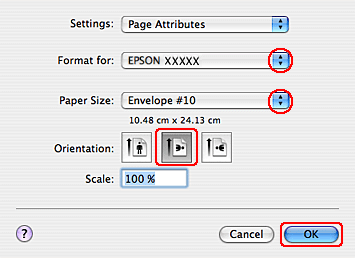 Settings: Page Attributes
Format for: EPSON XXXXX
Paper Size: Envelope #10
10.48 cm x 24.13 cm
Orientation:
Scale: 100 %
? Cancel OK